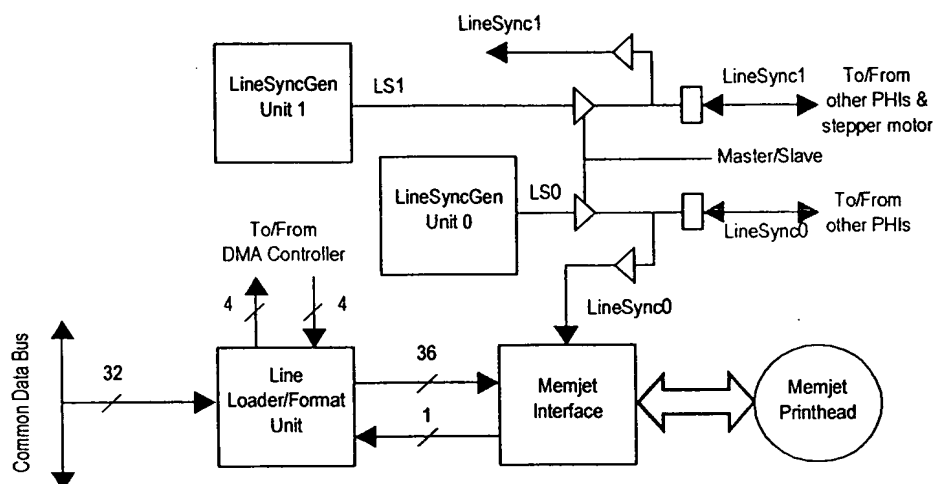 LineSync1
LineSyncGen
Unit 1
LS1
LineSync1
To/From
other PHIs &
stepper motor
Master/Slave
LineSyncGen
Unit 0
LS0
To/From
other PHIs
LineSync0
To/From
DMA Controller
4
4
LineSync0
Common Data Bus
32
Line
Loader/Format
Unit
36
1
Memjet
Interface
Memjet
Printhead